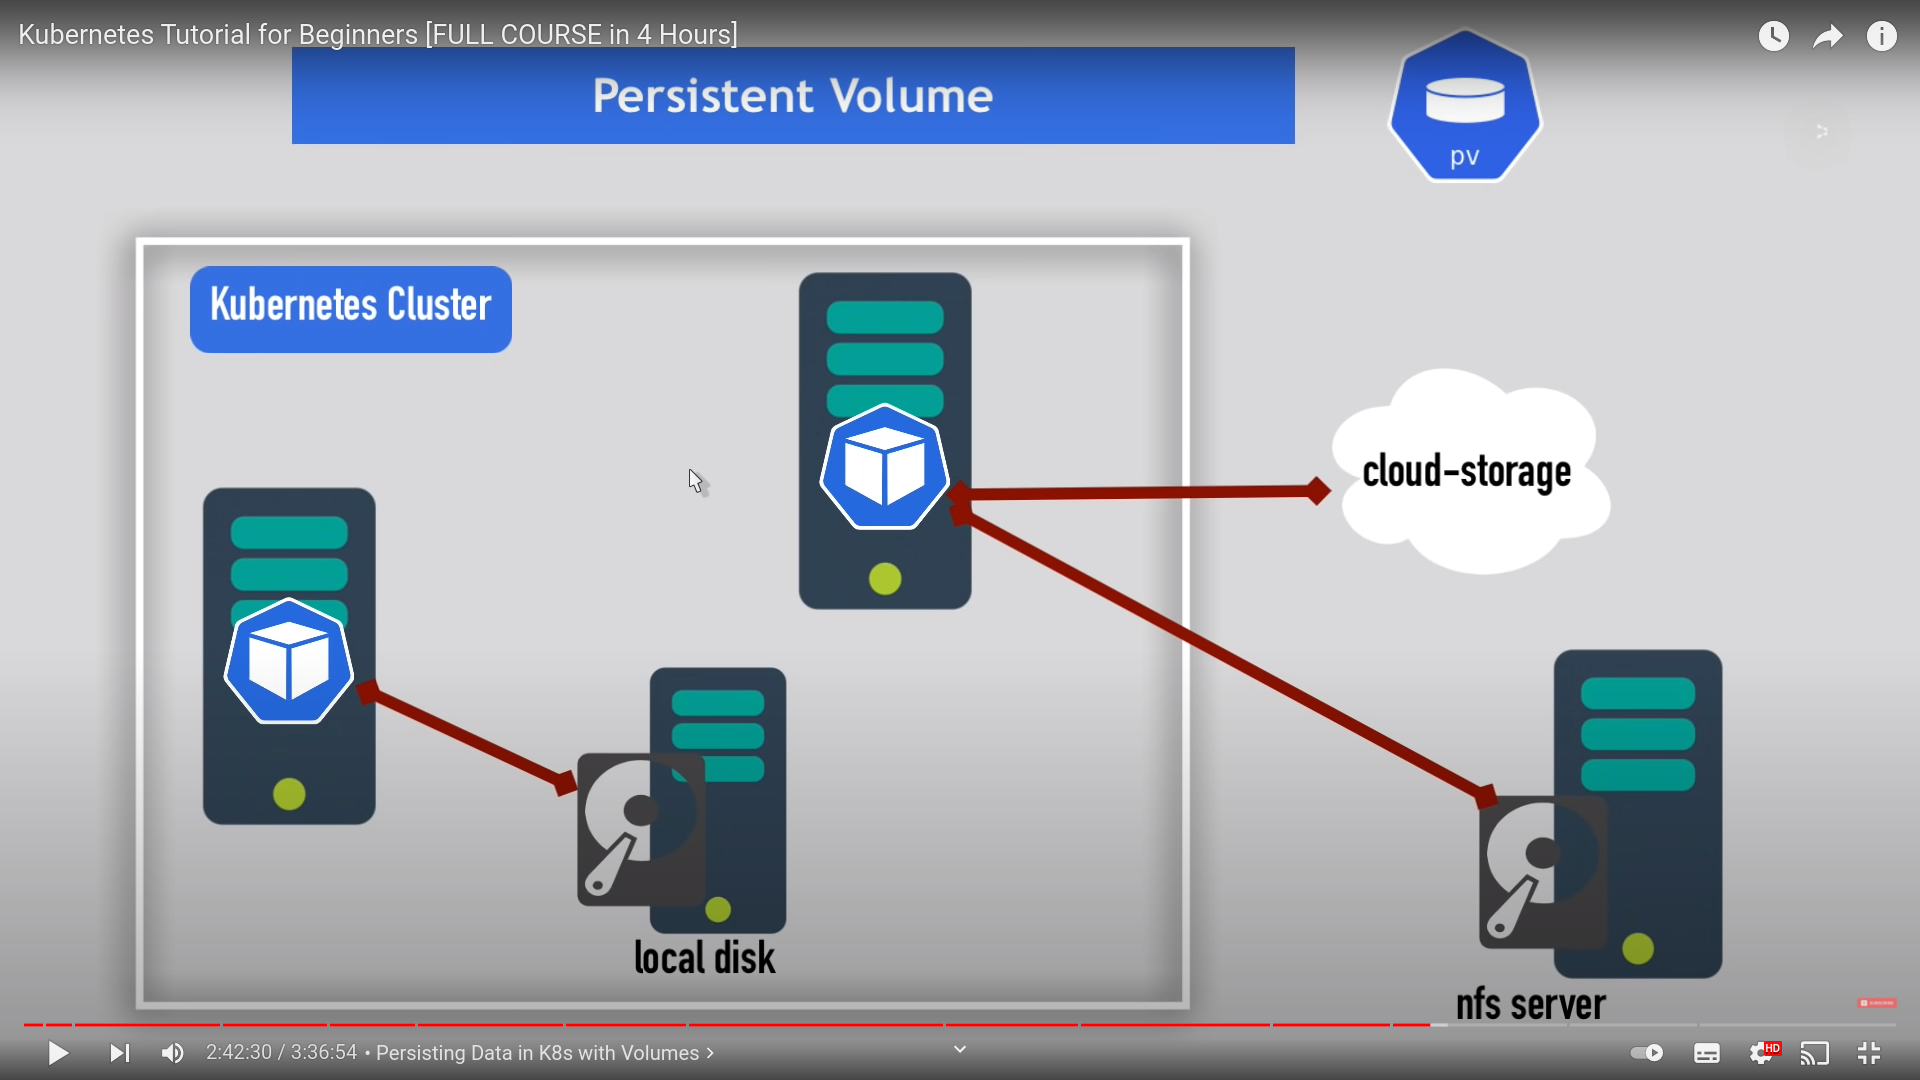 Kubernetes Tutorial for Beginners [FULL COURSE in 4 Hours]
Persistent Volume
pv
Kubernetes Cluster
cloud-storage
local disk
nfs server
SUBSCRIBE
2:42:30 / 3:36:54 • Persisting Data in K8s with Volumes >
HD